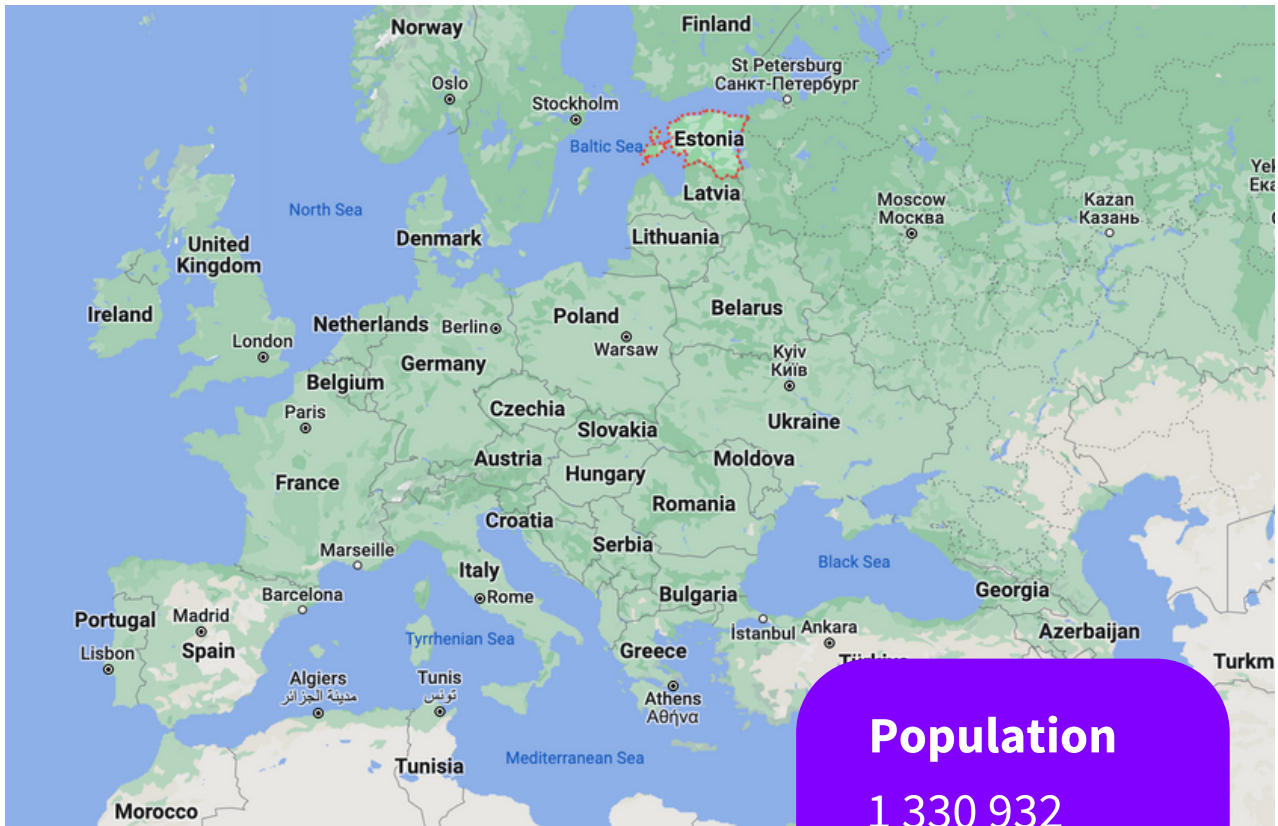 Norway
Finland
St Petersburg
Санкт-Петербург
Oslo
Stockholm
Baltic Sea
Estonia
Latvia
Moscow
Москва
Kazan
Казань
North Sea
Denmark
Lithuania
United
Kingdom
Ireland
Netherlands
Berlin
Poland
Belarus
London
Warsaw
Germany
Kyiv
Київ
Belgium
Paris
Czechia
Slovakia
Ukraine
Austria
Moldova
Hungary
France
Romania
Croatia
Serbia
Marseille
Black Sea
Italy
Barcelona
Rome
Bulgaria
Georgia
Portugal
Madrid
İstanbul
Ankara
Azerbaijan
Tyrrhenian Sea
Lisbon
Spain
Greece
Türkiye
Turkm
Algiers
مدينة الجزائر
Tunis
تونس
Athens
Αθήνα
Mediterranean Sea
Tunisia
Morocco
Population
1 330 932